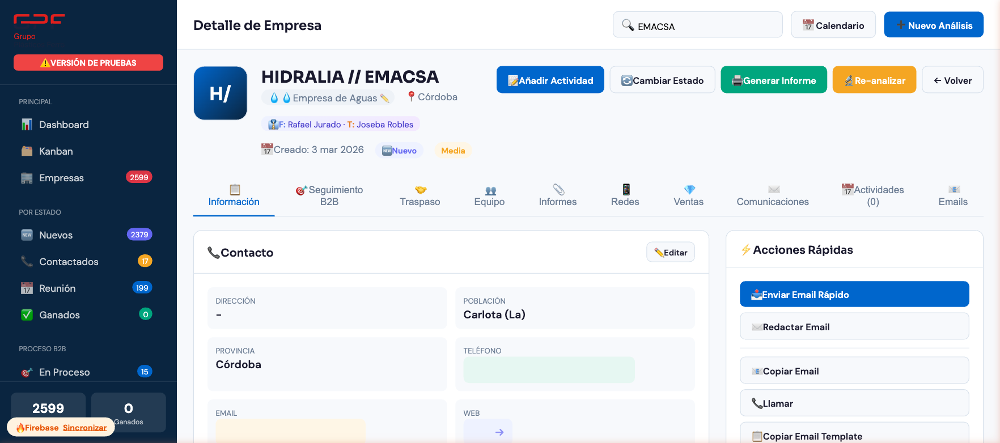 Grupo
⚠️VERSIÓN DE PRUEBAS
PRINCIPAL
Dashboard
Kanban
Empresas 2599
POR ESTADO
Nuevos 2379
Contactados 17
Reunión 199
Ganados 0
PROCESO B2B
En Proceso 15
2599
0
Ganados
🔥Firebase Sincronizar
Detalle de Empresa
EMACSA
Calendario
Nuevo Análisis
H/
HIDRALIA // EMACSA
Empresa de Aguas
Córdoba
F: Rafael Jurado · T: Joseba Robles
Creado: 3 mar 2026
Nuevo
Media
Añadir Actividad
Cambiar Estado
Generar Informe
Re-analizar
← Volver
Información
Seguimiento
B2B
Traspaso
Equipo
Informes
Redes
Ventas
Comunicaciones
Actividades
(0)
Emails
Contacto
Editar
DIRECCIÓN
-
POBLACIÓN
Carlota (La)
PROVINCIA
Córdoba
TELÉFONO
EMAIL
WEB
→
Acciones Rápidas
Enviar Email Rápido
Redactar Email
Copiar Email
Llamar
Copiar Email Template